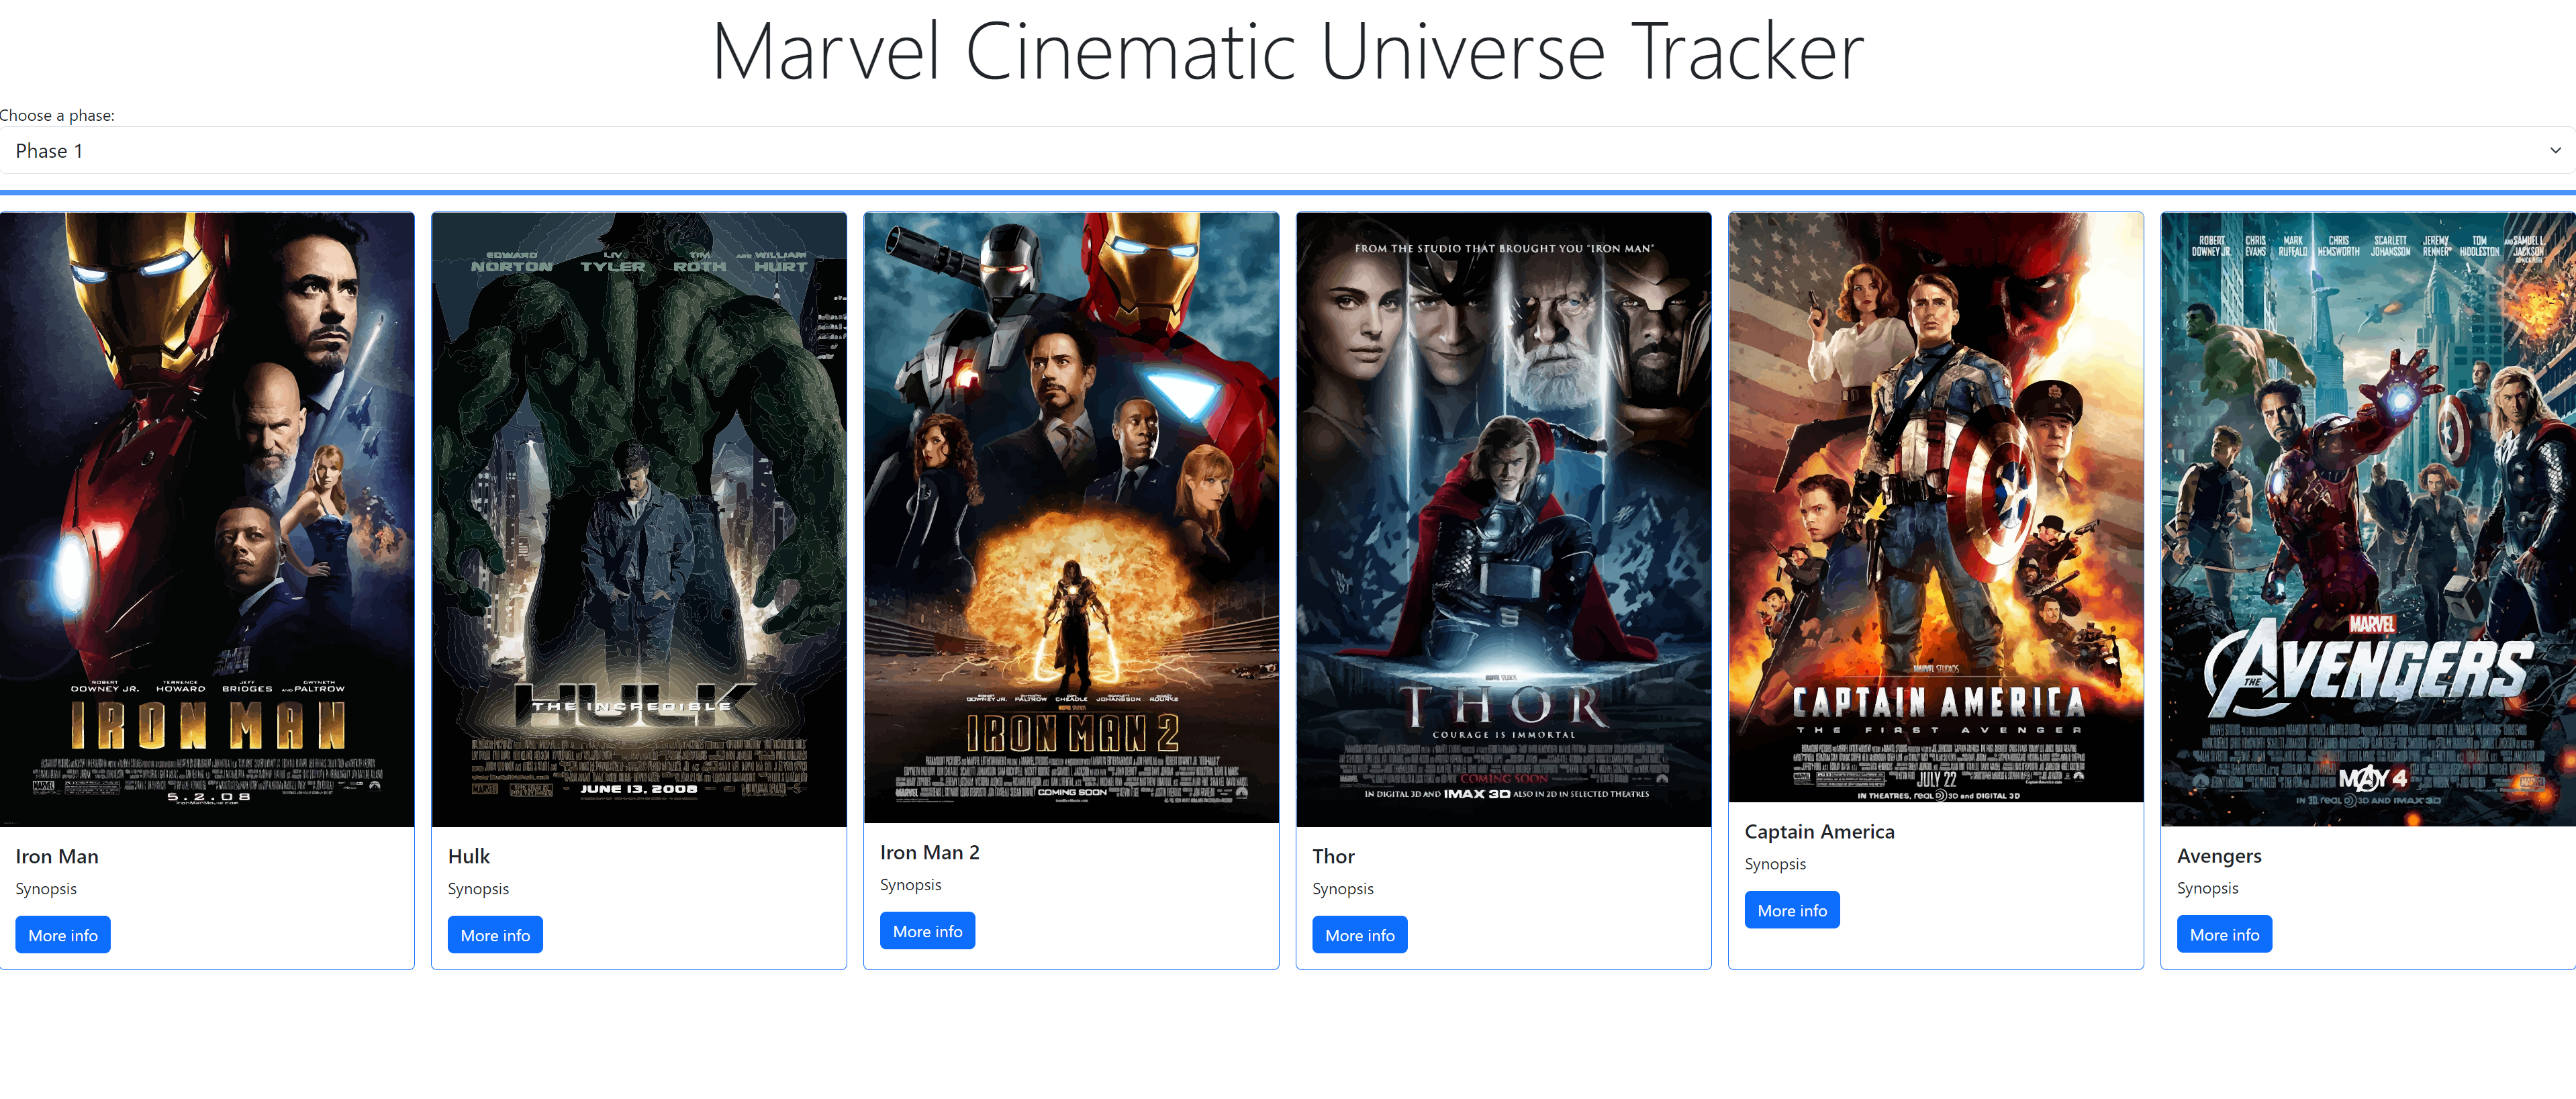 Marvel Cinematic Universe Tracker
Choose a phase:
Phase 1
ROBERT DOWNEY JR. TERRENCE HOWARD JEFF BRIDGES AND GWYNETH PALTROW
IRON MAN
5.2.08
Iron Man
Synopsis
More info
EDWARD NORTON LIV TYLER TIM ROTH AND WILLIAM HURT
THE INCREDIBLE
HULK
JUNE 13, 2008
Hulk
Synopsis
More info
DOWNEY JR. PALTROW CHEADLE JOHANSSON ROURKE
IRON MAN 2
COMING SOON
Iron Man 2
Synopsis
More info
FROM THE STUDIO THAT BROUGHT YOU "IRON MAN"
THOR
COURAGE IS IMMORTAL
COMING SOON
IN DIGITAL 3D AND IMAX 3D ALSO IN 2D IN SELECTED THEATRES
Thor
Synopsis
More info
MARVEL STUDIOS
CAPTAIN AMERICA
THE FIRST AVENGER
JULY 22
IN THEATRES, REAL D 3D AND DIGITAL 3D
Captain America
Synopsis
More info
ROBERT DOWNEY JR. CHRIS EVANS MARK RUFFALO CHRIS HEMSWORTH SCARLETT JOHANSSON JEREMY RENNER TOM HIDDLESTON AND SAMUEL L. JACKSON
MARVEL
THE AVENGERS
MAY 4
IN 3D, REAL D 3D AND IMAX 3D
Avengers
Synopsis
More info